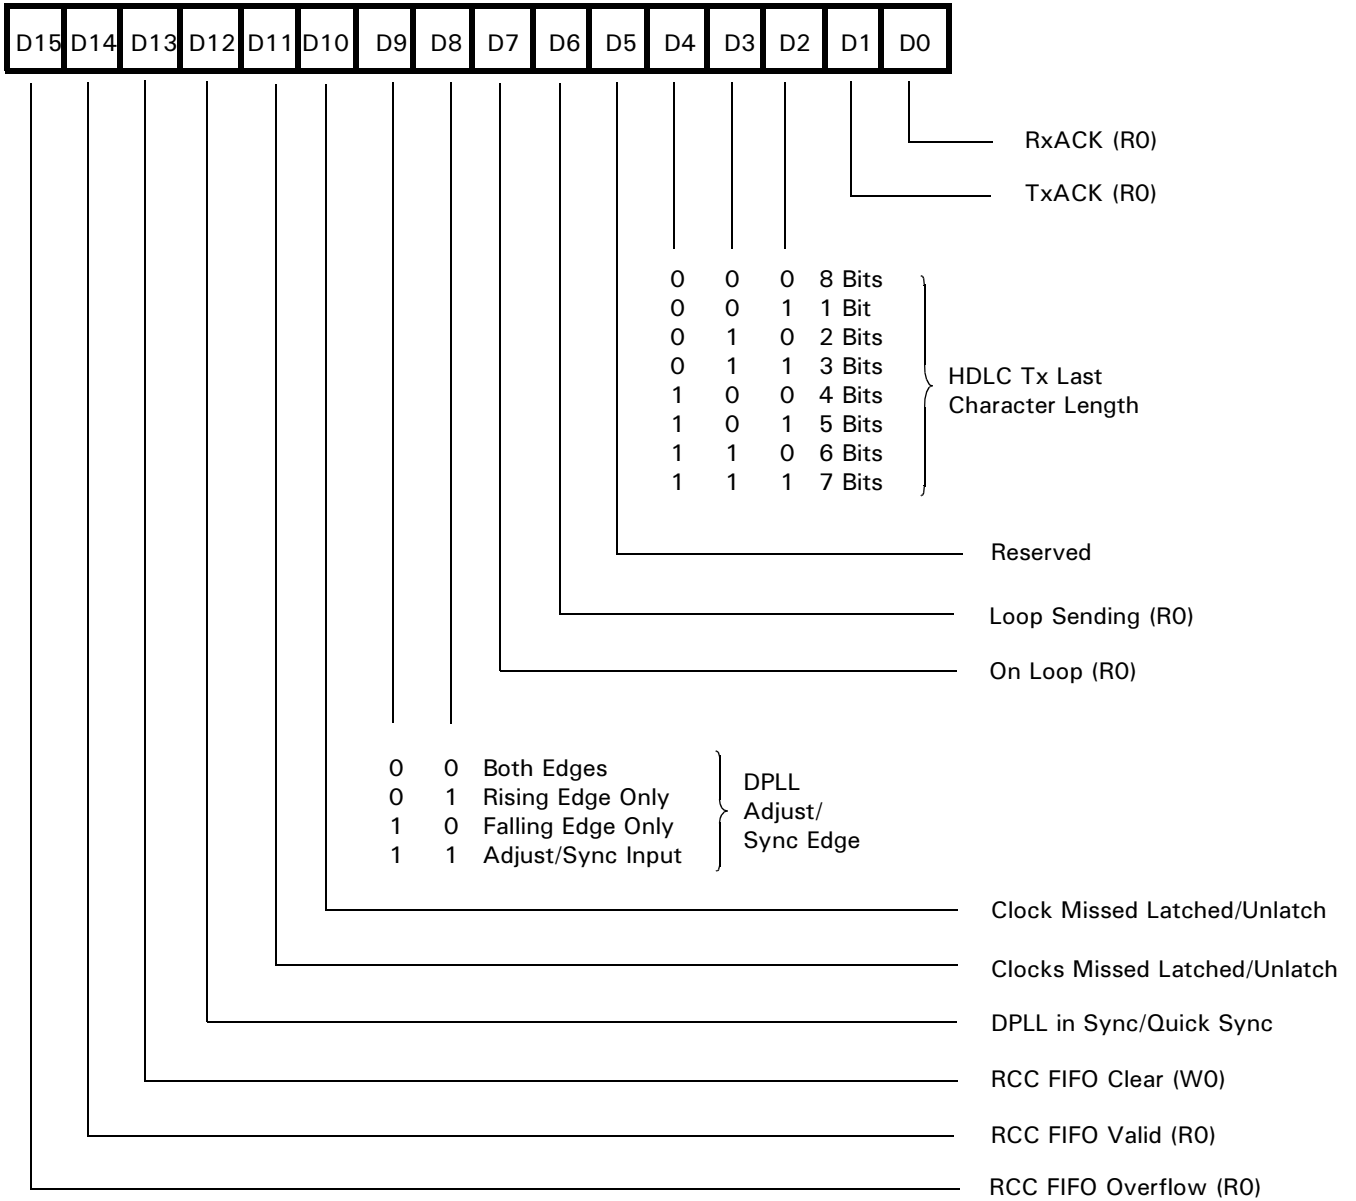 D15 D14 D13 D12 D11 D10 D9 D8 D7 D6 D5 D4 D3 D2 D1 D0
RxACK (R0)
TxACK (R0)
0 0 0 8 Bits
0 0 1 1 Bit
0 1 0 2 Bits
0 1 1 3 Bits
1 0 0 4 Bits
1 0 1 5 Bits
1 1 0 6 Bits
1 1 1 7 Bits
HDLC Tx Last
Character Length
Reserved
Loop Sending (R0)
On Loop (R0)
0 0 Both Edges
0 1 Rising Edge Only
1 0 Falling Edge Only
1 1 Adjust/Sync Input
DPLL
Adjust/
Sync Edge
Clock Missed Latched/Unlatch
Clocks Missed Latched/Unlatch
DPLL in Sync/Quick Sync
RCC FIFO Clear (W0)
RCC FIFO Valid (R0)
RCC FIFO Overflow (R0)